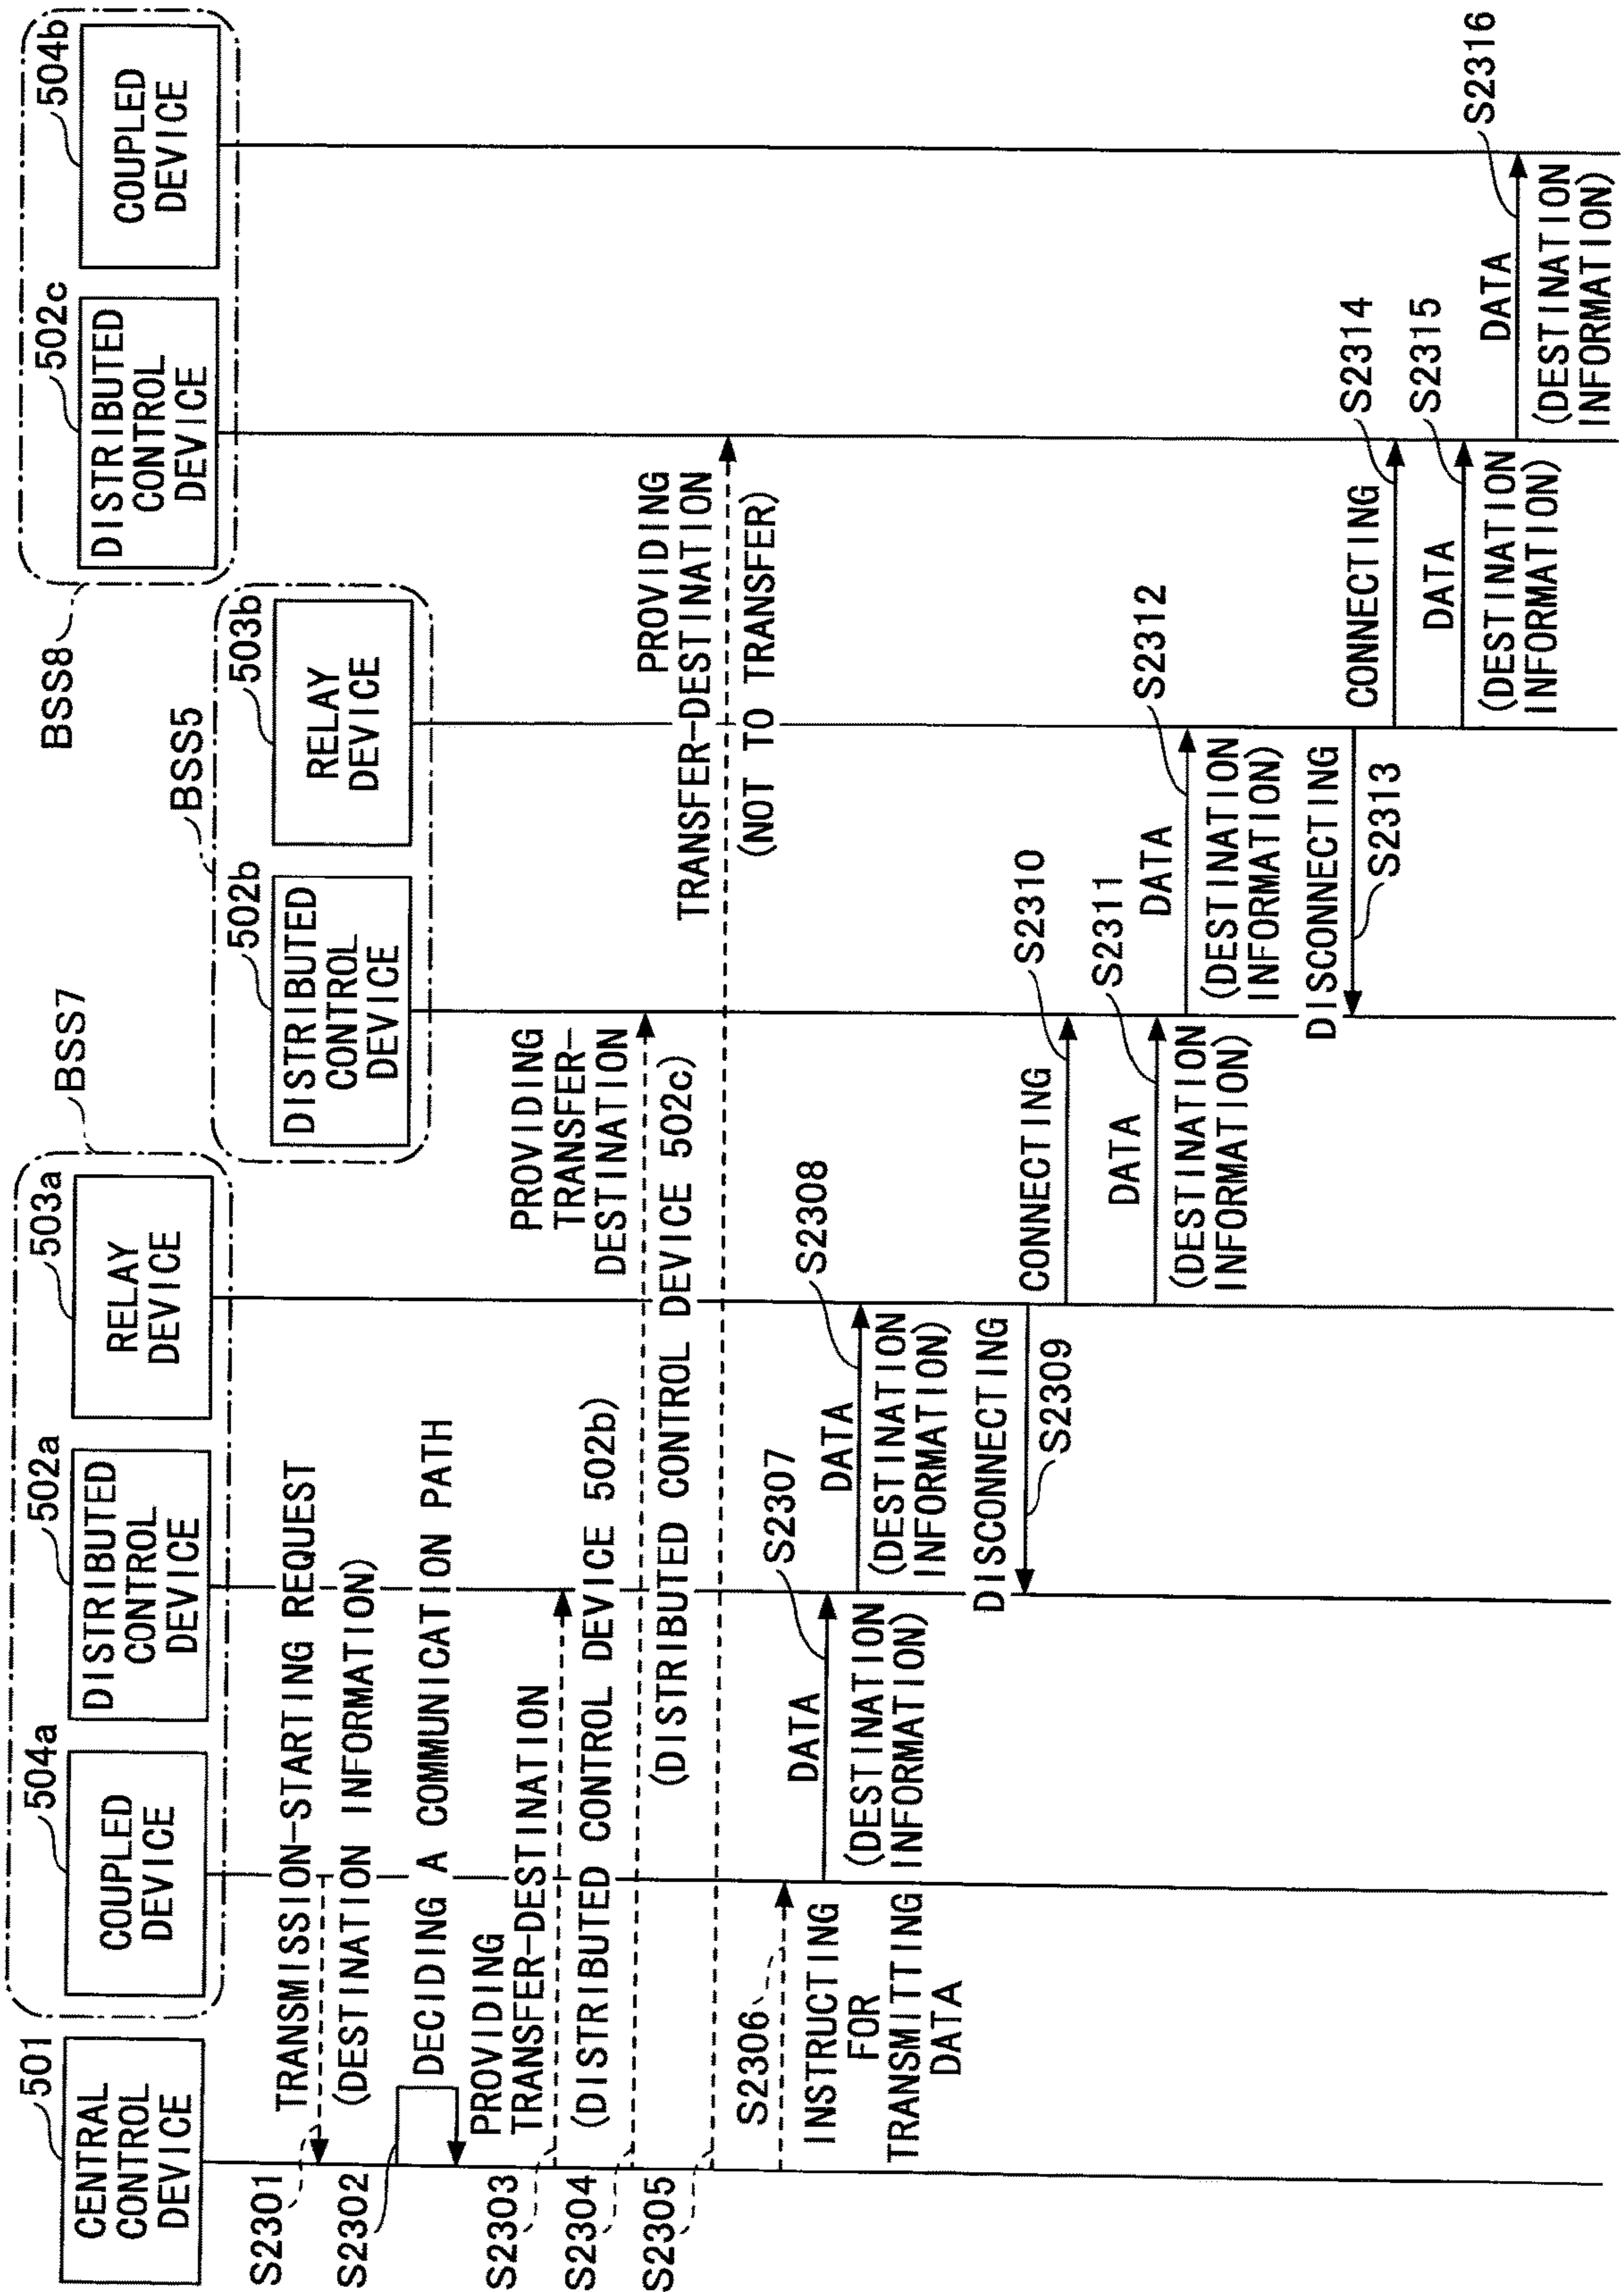 CENTRAL
CONTROL
DEVICE
501
COUPLED
DEVICE
504a
DISTRIBUTED
CONTROL
DEVICE
502a
RELAY
DEVICE
503a
BSS7
DISTRIBUTED
CONTROL
DEVICE
502b
RELAY
DEVICE
503b
BSS5
DISTRIBUTED
CONTROL
DEVICE
502c
COUPLED
DEVICE
504b
BSS8
S2301
TRANSMISSION-STARTING REQUEST
(DESTINATION INFORMATION)
S2302
DECIDING A COMMUNICATION PATH
S2303
PROVIDING
TRANSFER-DESTINATION
(DISTRIBUTED CONTROL DEVICE 502b)
S2304
PROVIDING
TRANSFER-
DESTINATION
(DISTRIBUTED CONTROL DEVICE 502c)
S2305
PROVIDING
TRANSFER-DESTINATION
(NOT TO TRANSFER)
S2306
INSTRUCTING
FOR
TRANSMITTING
DATA
S2307
DATA
(DESTINATION
INFORMATION)
S2308
DATA
(DESTINATION
INFORMATION)
DISCONNECTING
S2309
S2310
CONNECTING
S2311
DATA
(DESTINATION
INFORMATION)
S2312
DATA
(DESTINATION
INFORMATION)
DISCONNECTING
S2313
S2314
CONNECTING
S2315
DATA
(DESTINATION
INFORMATION)
S2316
DATA
(DESTINATION
INFORMATION)